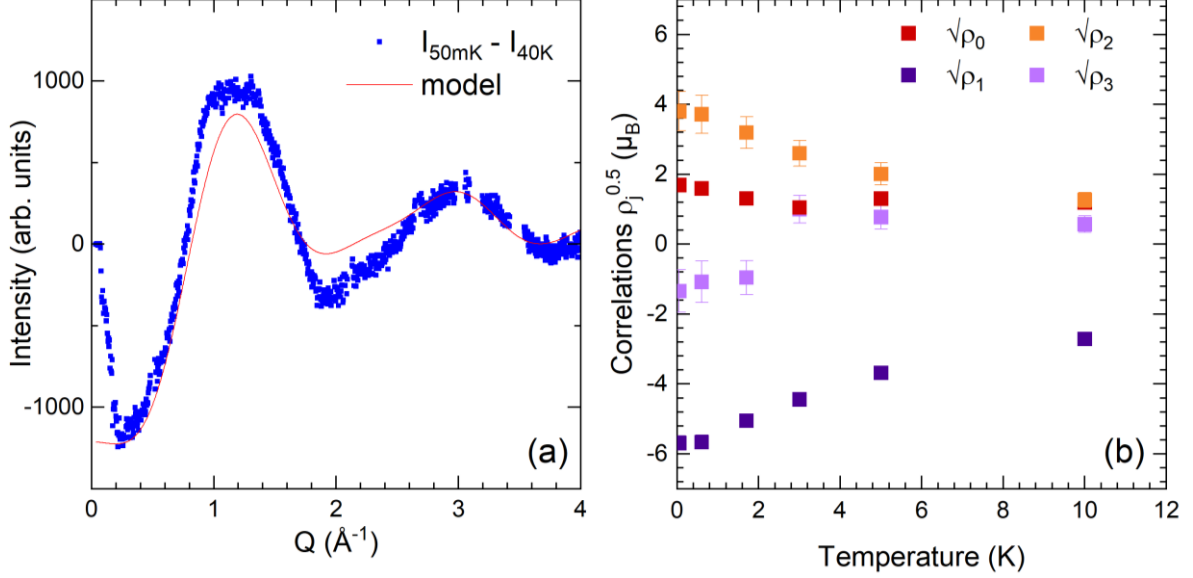 I50mK - I40K
model
1000
0
-1000
Intensity (arb. units)
(a)
0 1 2 3 4
Q (Å-1)
√ρ0 √ρ2
√ρ1 √ρ3
6
4
2
0
-2
-4
-6
Correlations ρj0.5 (μB)
(b)
0 2 4 6 8 10 12
Temperature (K)